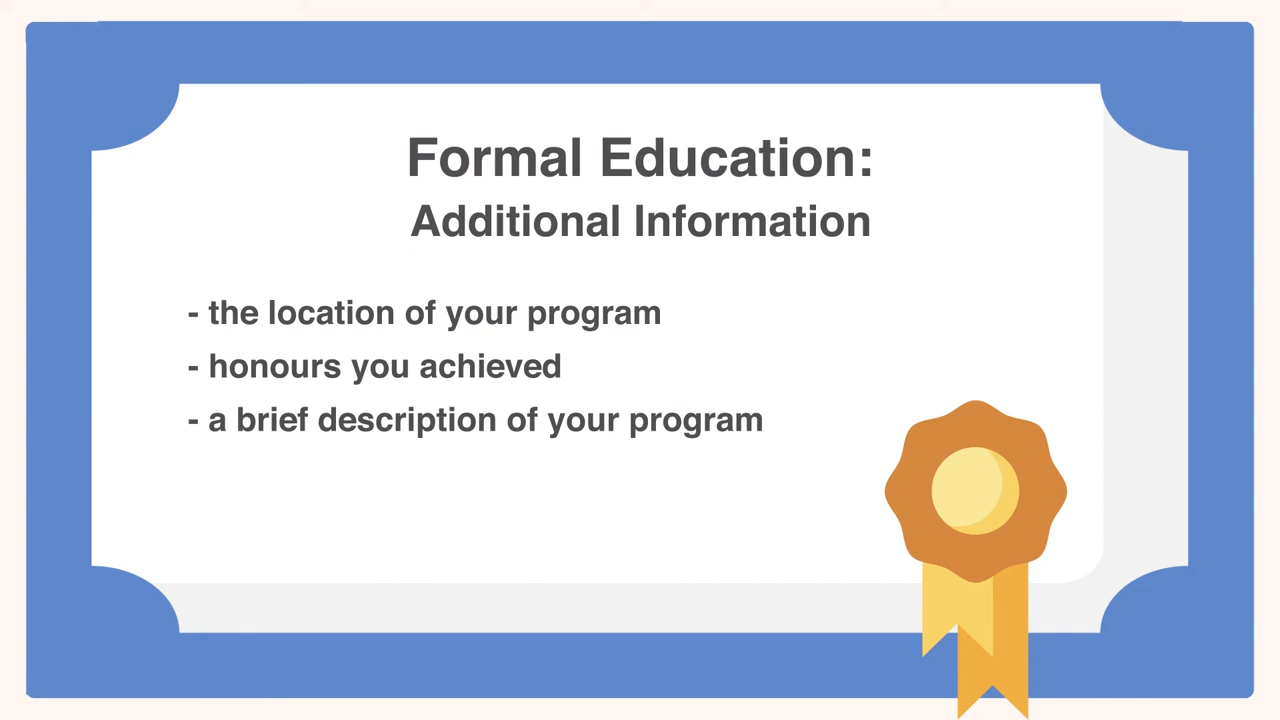 Formal Education:
Additional Information
- the location of your program
- honours you achieved
- a brief description of your program